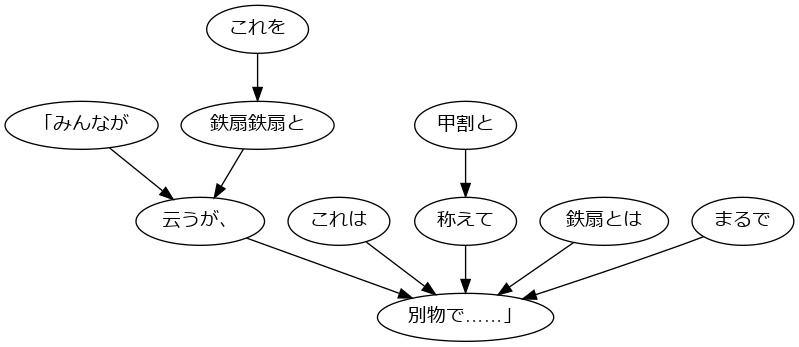 これを
「みんなが
鉄扇鉄扇と
甲割と
云うが、
これは
称えて
鉄扇とは
まるで
別物で……」